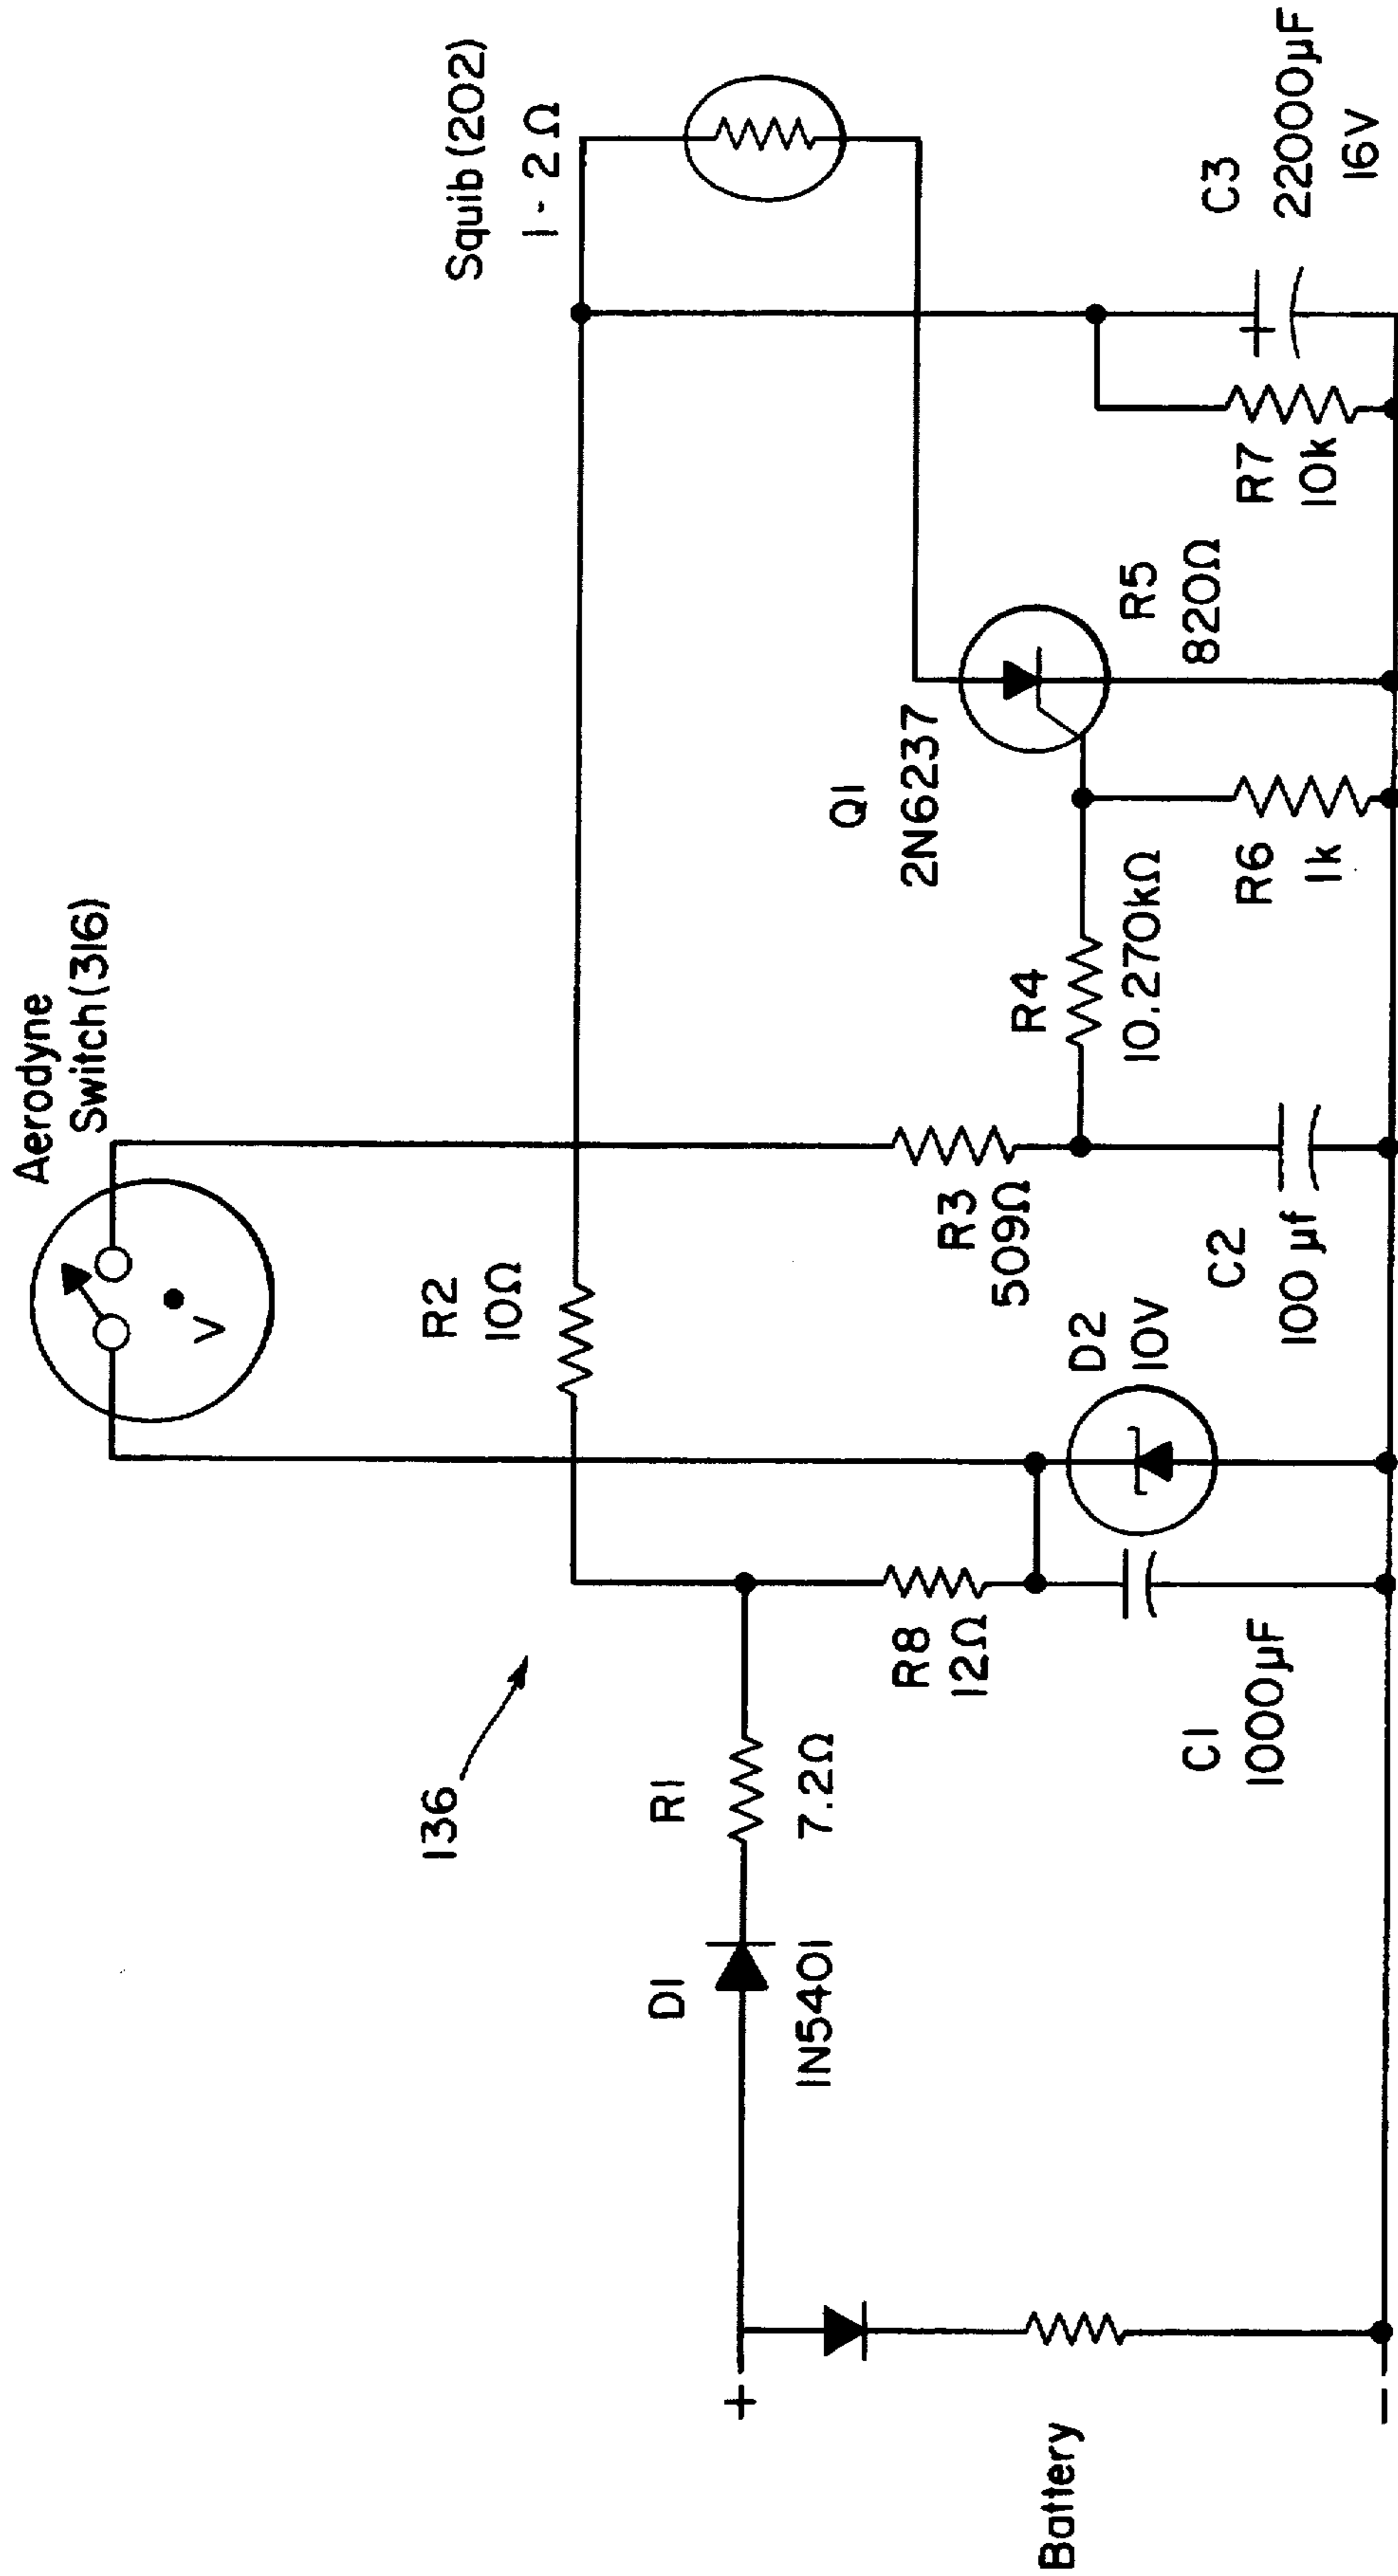 Aerodyne
Switch(316)
Squib (202)
1-2 Ω
R2
10Ω
136
R1
7.2Ω
D1
1N5401
R8
12Ω
C1
1000µF
D2
10V
R3
509Ω
C2
100 µf
R4
10.270kΩ
Q1
2N6237
R5
820Ω
R6
1k
R7
10k
C3
22000µF
16V
+
Battery
−
V
+